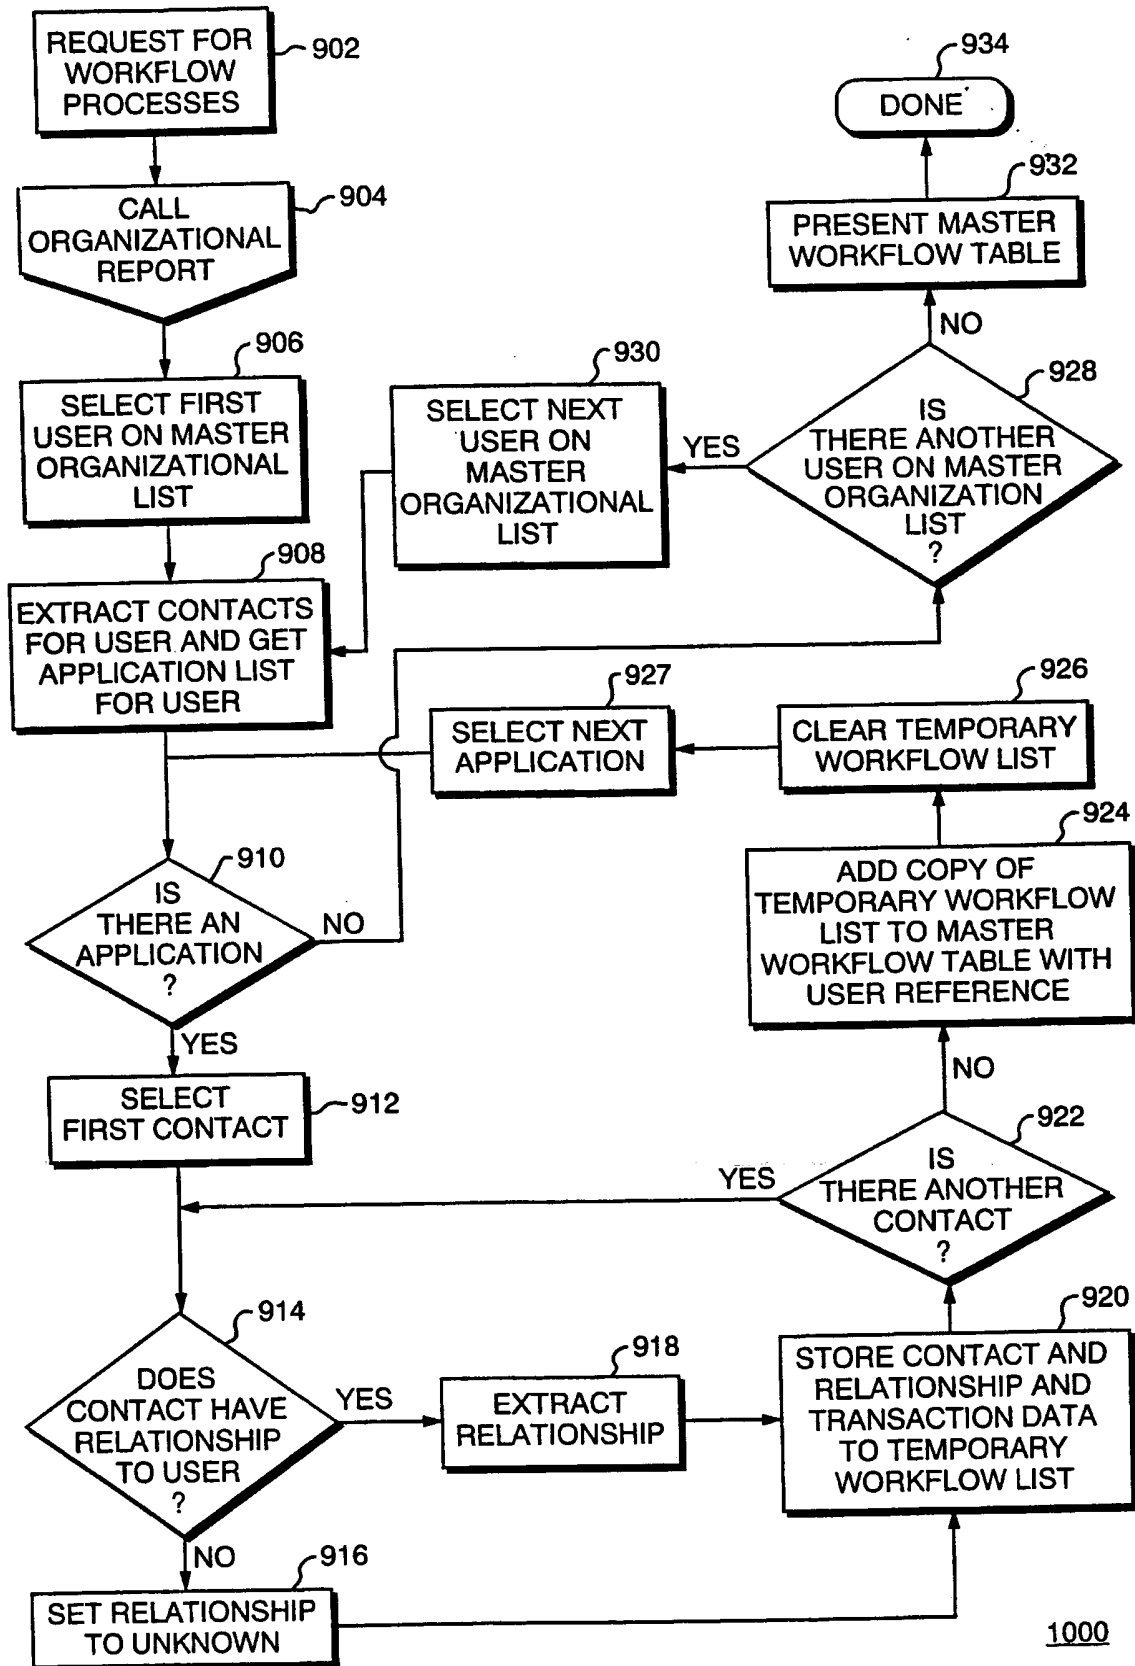 REQUEST FOR
WORKFLOW
PROCESSES
902
CALL
ORGANIZATIONAL
REPORT
904
906
SELECT FIRST
USER ON MASTER
ORGANIZATIONAL
LIST
908
EXTRACT CONTACTS
FOR USER AND GET
APPLICATION LIST
FOR USER
910
IS
THERE AN
APPLICATION
?
NO
YES
SELECT
FIRST CONTACT
912
914
DOES
CONTACT HAVE
RELATIONSHIP
TO USER
?
YES
NO
916
SET RELATIONSHIP
TO UNKNOWN
918
EXTRACT
RELATIONSHIP
920
STORE CONTACT AND
RELATIONSHIP AND
TRANSACTION DATA
TO TEMPORARY
WORKFLOW LIST
922
IS
THERE ANOTHER
CONTACT
?
YES
NO
924
ADD COPY OF
TEMPORARY WORKFLOW
LIST TO MASTER
WORKFLOW TABLE WITH
USER REFERENCE
926
CLEAR TEMPORARY
WORKFLOW LIST
927
SELECT NEXT
APPLICATION
928
IS
THERE ANOTHER
USER ON MASTER
ORGANIZATION
LIST
?
YES
NO
930
SELECT NEXT
USER ON
MASTER
ORGANIZATIONAL
LIST
932
PRESENT MASTER
WORKFLOW TABLE
934
DONE
1000